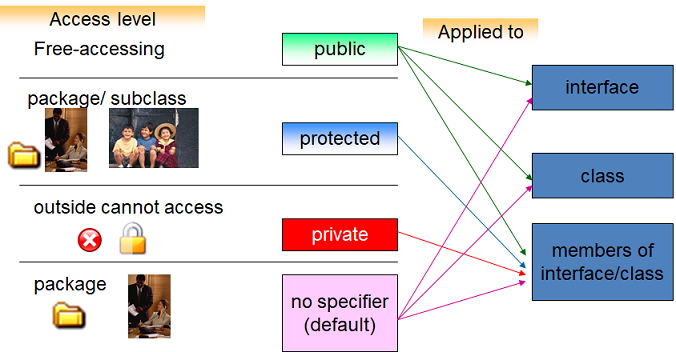 Access level
Applied to
Free-accessing
public
interface
package/ subclass
protected
class
outside cannot access
private
members of
interface/class
package
no specifier
(default)